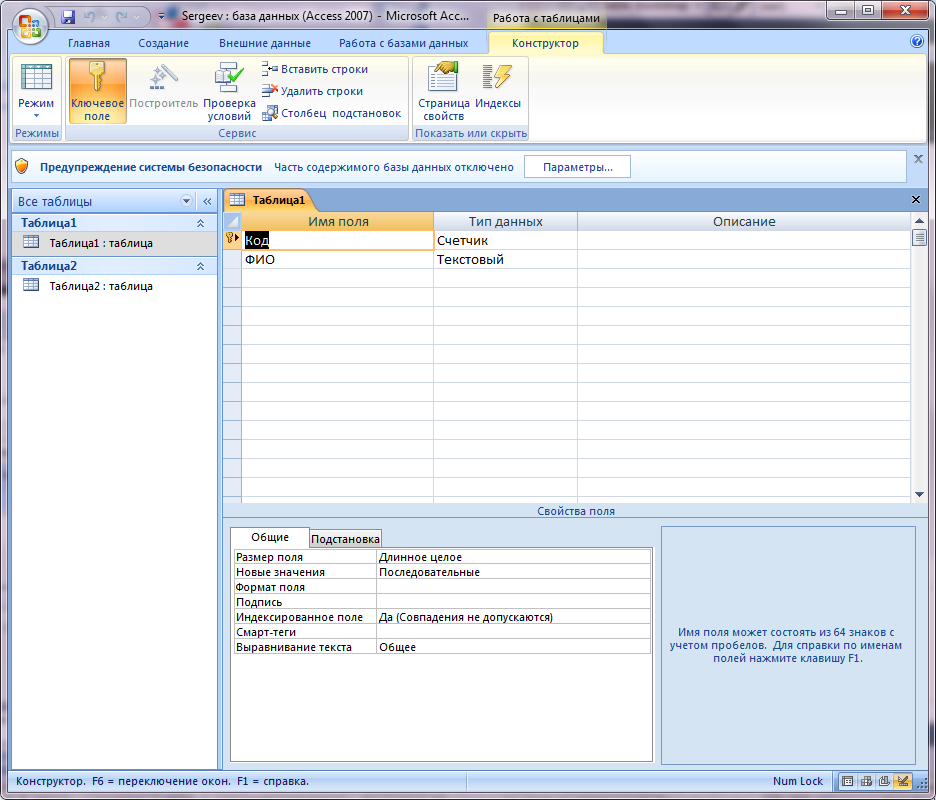 Sergeev : база данных (Access 2007) - Microsoft Acc...
Работа с таблицами
Главная
Создание
Внешние данные
Работа с базами данных
Конструктор
Режим
Ключевое поле
Построитель
Проверка условий
Вставить строки
Удалить строки
Столбец подстановок
Страница свойств
Индексы
Режимы
Сервис
Показать или скрыть
Предупреждение системы безопасности
Часть содержимого базы данных отключено
Параметры...
Все таблицы
Таблица1
Таблица1 : таблица
Таблица2
Таблица2 : таблица
Таблица1
Имя поля
Тип данных
Описание
Код
Счетчик
ФИО
Текстовый
Свойства поля
Общие
Подстановка
Размер поля
Длинное целое
Новые значения
Последовательные
Формат поля
Подпись
Индексированное поле
Да (Совпадения не допускаются)
Смарт-теги
Выравнивание текста
Общее
Имя поля может состоять из 64 знаков с
учетом пробелов. Для справки по именам
полей нажмите клавишу F1.
Конструктор. F6 = переключение окон. F1 = справка.
Num Lock